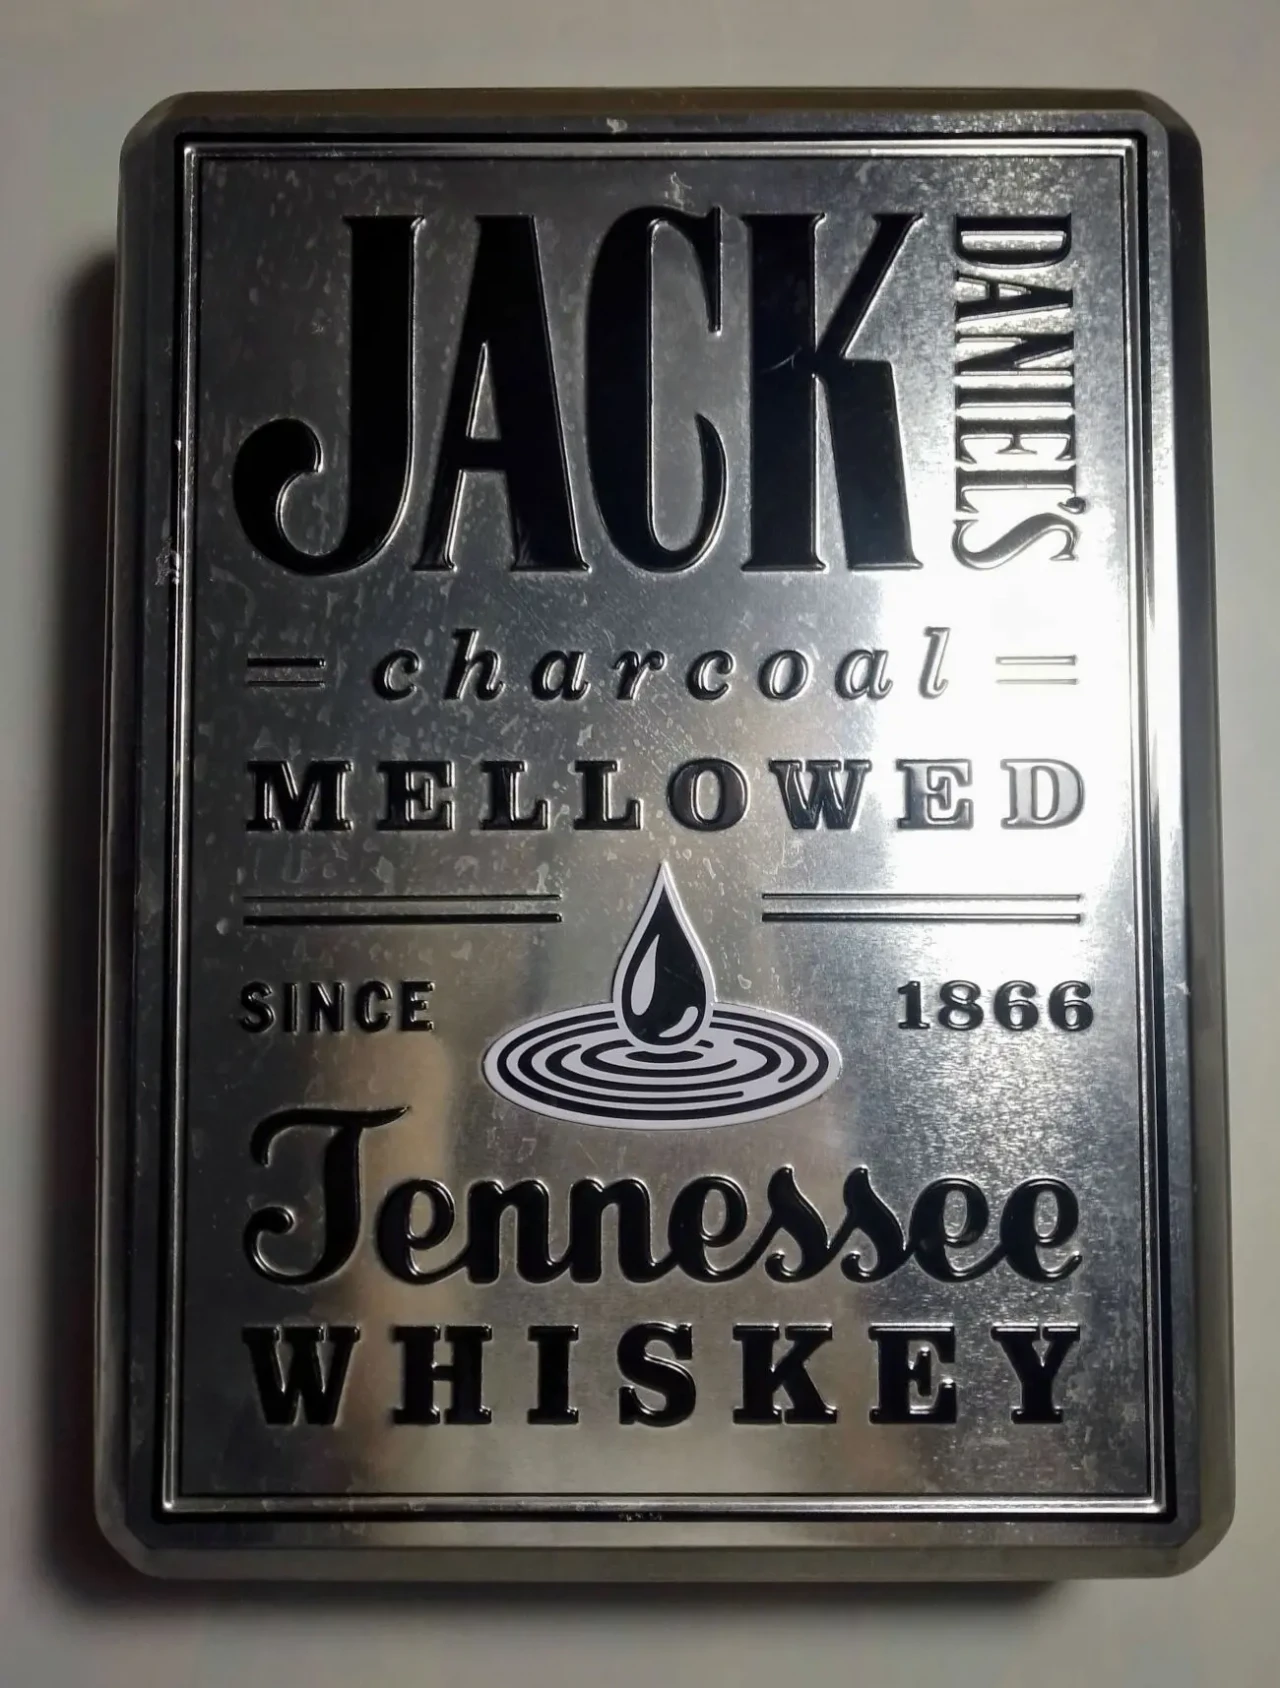 JACK
DANIEL'S
charcoal
MELLOWED
SINCE 1866
Tennessee
WHISKEY